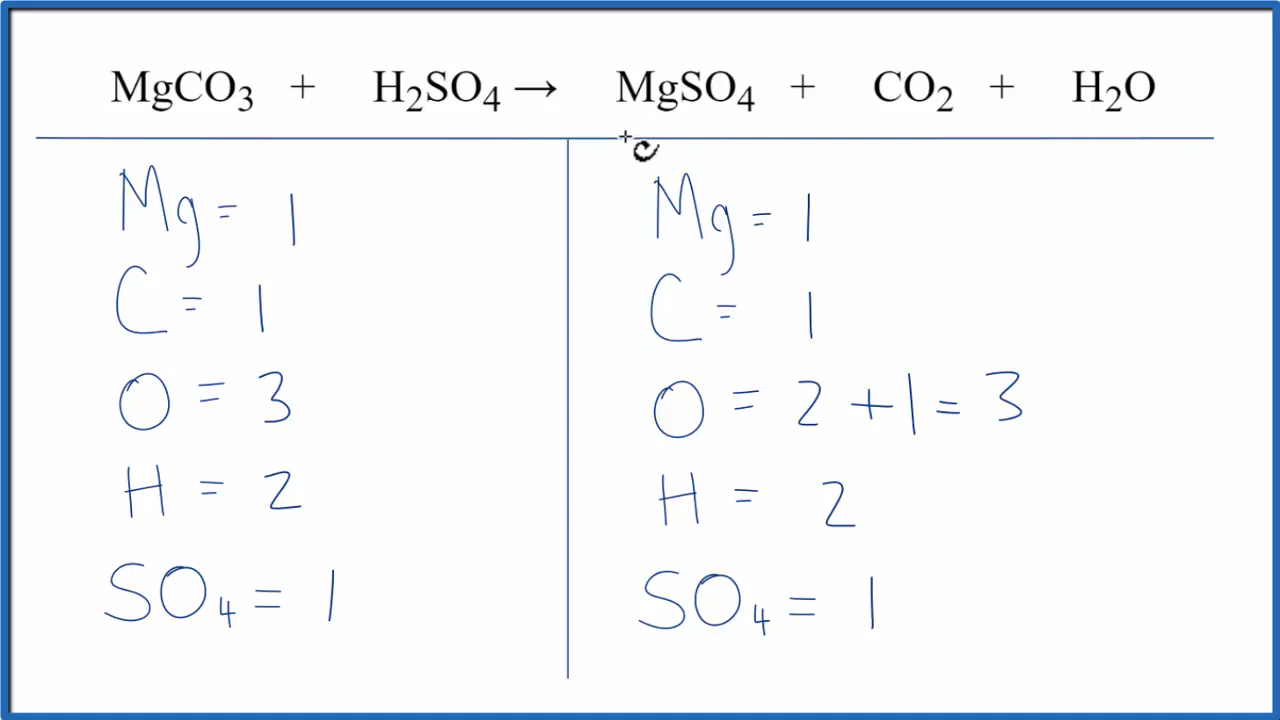 MgCO₃ + H₂SO₄ → MgSO₄ + CO₂ + H₂O
Mg = 1
C = 1
O = 3
H = 2
SO₄ = 1
Mg = 1
C = 1
O = 2 + 1 = 3
H = 2
SO₄ = 1